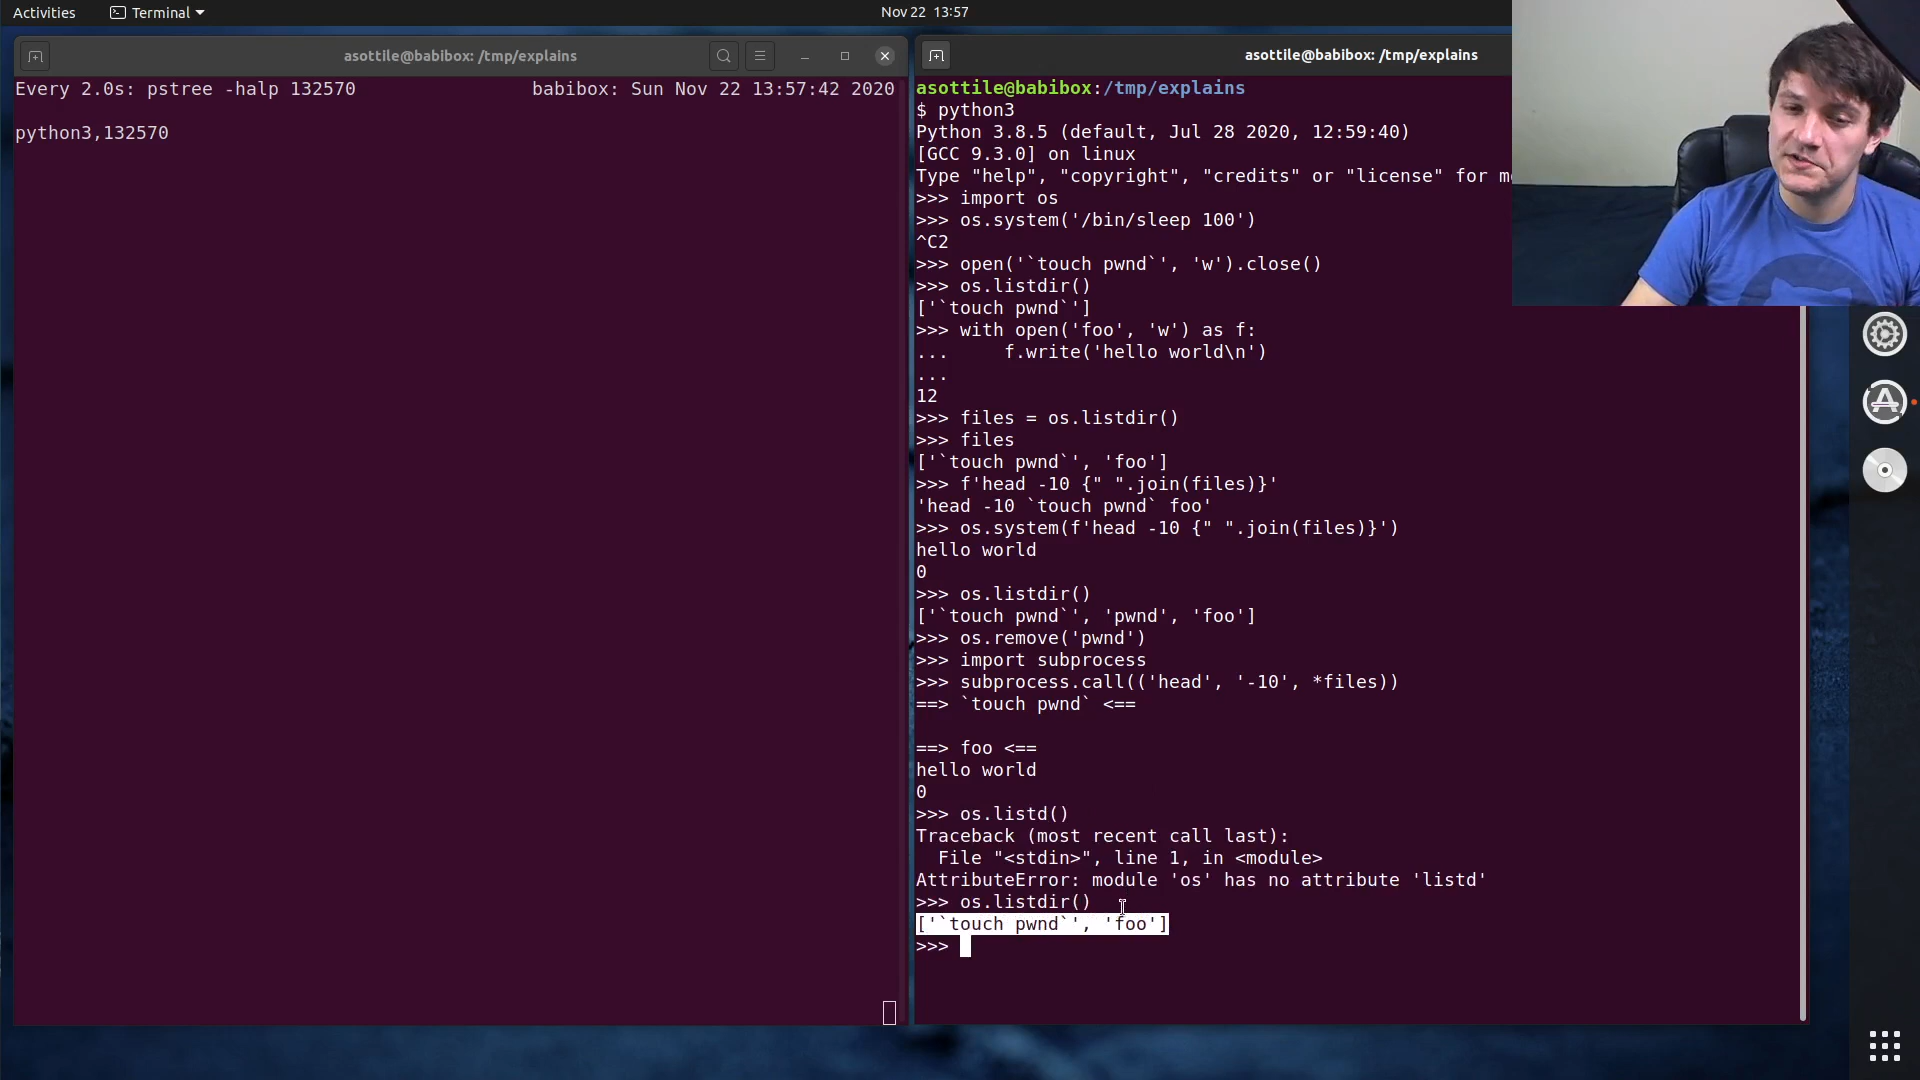 Activities
Terminal
Nov 22 13:57
asottile@babibox: /tmp/explains
Every 2.0s: pstree -halp 132570
babibox: Sun Nov 22 13:57:42 2020
python3,132570
asottile@babibox: /tmp/explains
asottile@babibox:/tmp/explains
$ python3
Python 3.8.5 (default, Jul 28 2020, 12:59:40)
[GCC 9.3.0] on linux
Type "help", "copyright", "credits" or "license" for m
>>> import os
>>> os.system('/bin/sleep 100')
^C2
>>> open('`touch pwnd`', 'w').close()
>>> os.listdir()
['`touch pwnd`']
>>> with open('foo', 'w') as f:
...     f.write('hello world\n')
...
12
>>> files = os.listdir()
>>> files
['`touch pwnd`', 'foo']
>>> f'head -10 {" ".join(files)}'
'head -10 `touch pwnd` foo'
>>> os.system(f'head -10 {" ".join(files)}')
hello world
0
>>> os.listdir()
['`touch pwnd`', 'pwnd', 'foo']
>>> os.remove('pwnd')
>>> import subprocess
>>> subprocess.call(('head', '-10', *files))
==> `touch pwnd` <==
==> foo <==
hello world
0
>>> os.listd()
Traceback (most recent call last):
  File "<stdin>", line 1, in <module>
AttributeError: module 'os' has no attribute 'listd'
>>> os.listdir()
['`touch pwnd`', 'foo']
>>>